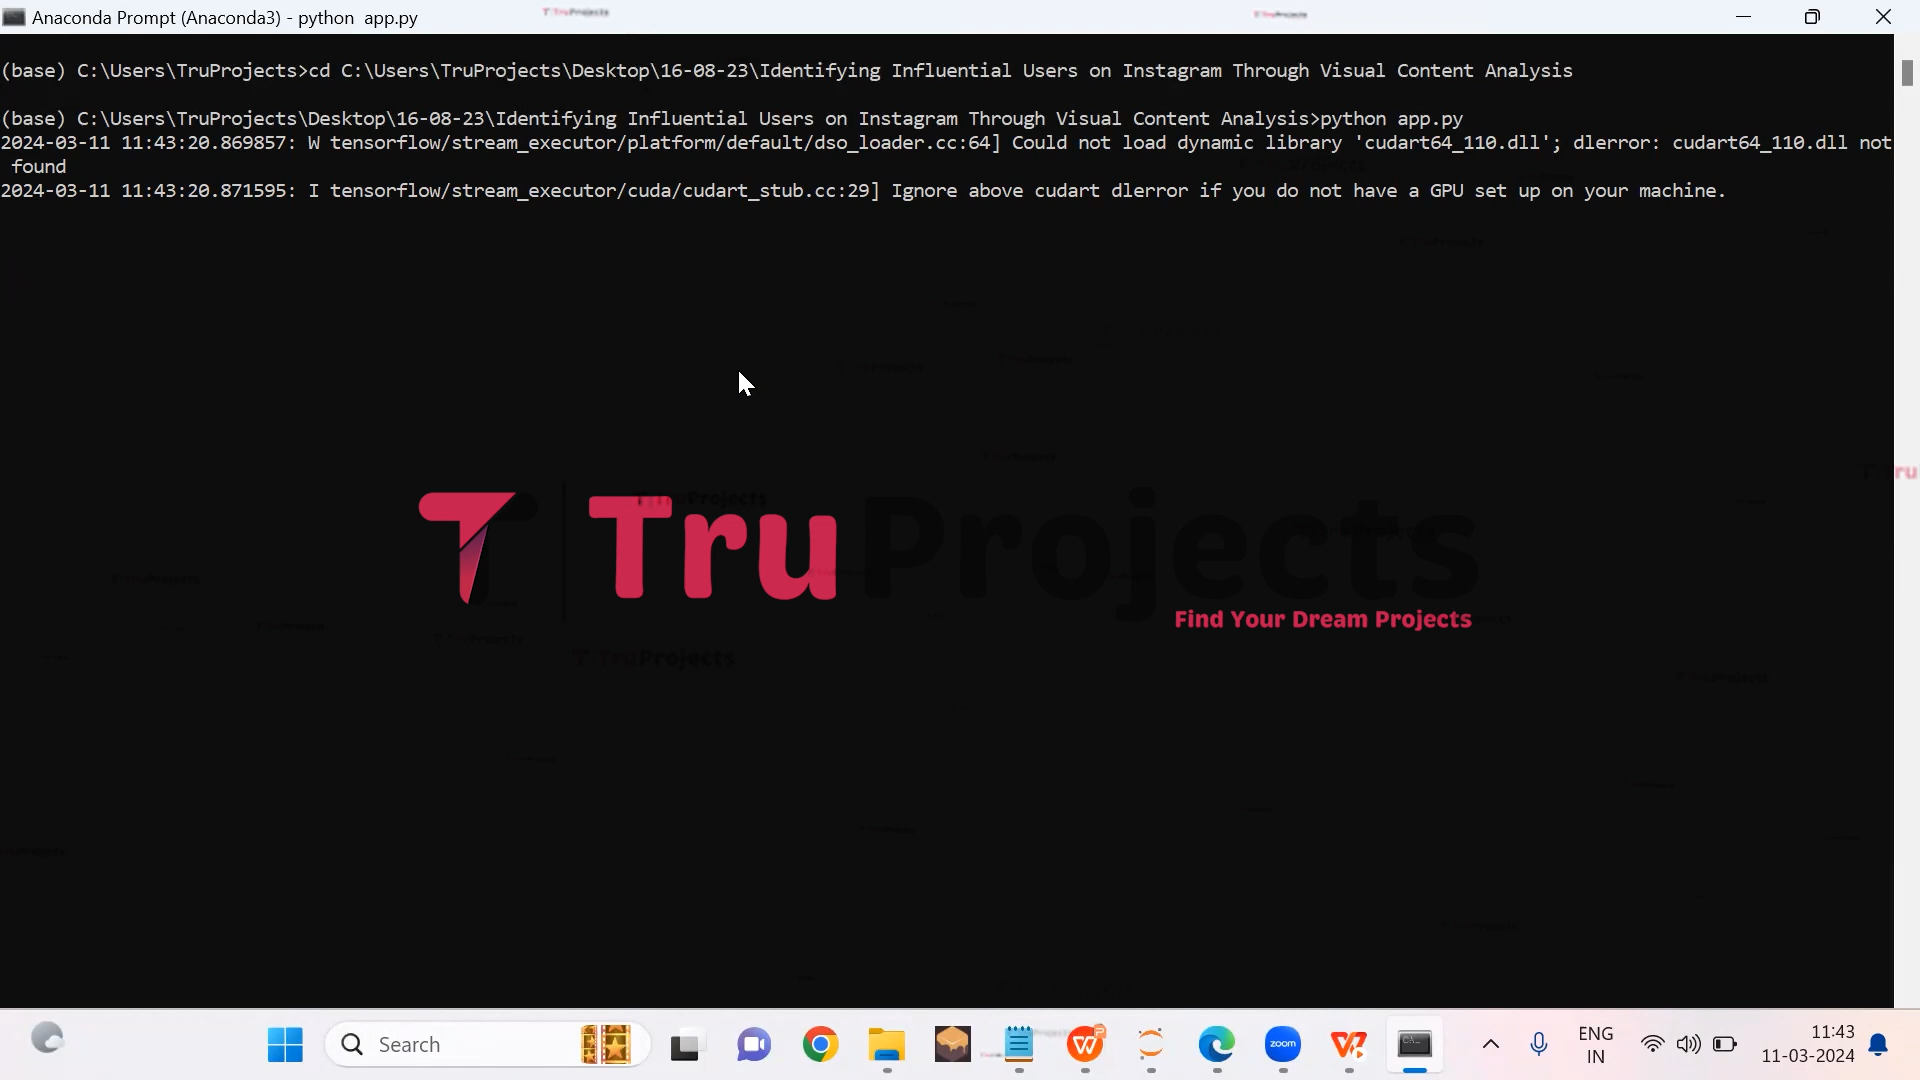 Anaconda Prompt (Anaconda3) - python  app.py
TruProjects
TruProjects
(base) C:\Users\TruProjects>cd C:\Users\TruProjects\Desktop\16-08-23\Identifying Influential Users on Instagram Through Visual Content Analysis
(base) C:\Users\TruProjects\Desktop\16-08-23\Identifying Influential Users on Instagram Through Visual Content Analysis>python app.py
2024-03-11 11:43:20.869857: W tensorflow/stream_executor/platform/default/dso_loader.cc:64] Could not load dynamic library 'cudart64_110.dll'; dlerror: cudart64_110.dll not
found
2024-03-11 11:43:20.871595: I tensorflow/stream_executor/cuda/cudart_stub.cc:29] Ignore above cudart dlerror if you do not have a GPU set up on your machine.
TruProjects
Find Your Dream Projects
TruProjects
Search
zoom
ENG
IN
11:43
11-03-2024